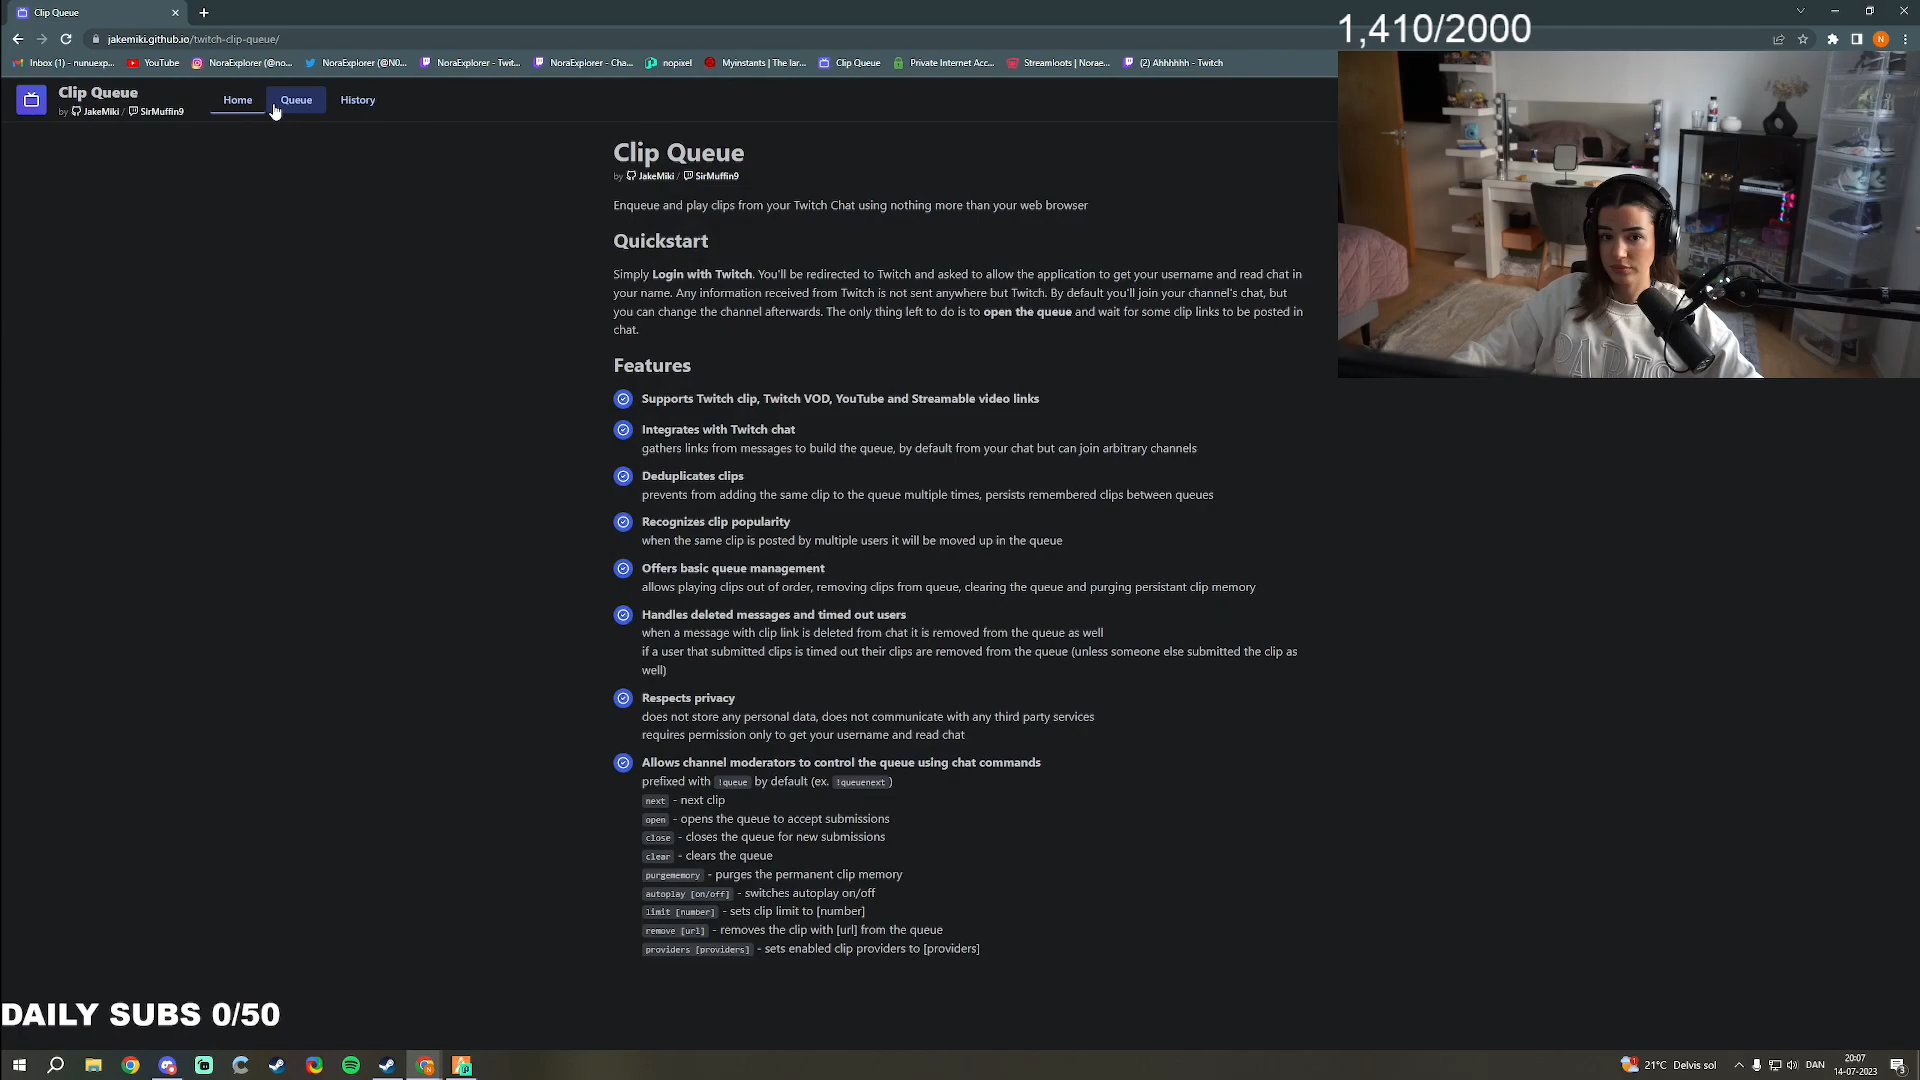 Clip Queue
1,410/2000
jakemiki.github.io/twitch-clip-queue/
N
Inbox (1) - nunuexp...
YouTube
NoraExplorer (@no...
NoraExplorer (@N0...
NoraExplorer - Twit...
NoraExplorer - Cha...
nopixel
Myinstants | The lar...
Clip Queue
Private Internet Acc...
Streamloots | Norae...
(2) Ahhhhhh - Twitch
Clip Queue
by JakeMiki / SirMuffin9
Home
Queue
History
Clip Queue
by JakeMiki / SirMuffin9
Enqueue and play clips from your Twitch Chat using nothing more than your web browser
Quickstart
Simply Login with Twitch. You'll be redirected to Twitch and asked to allow the application to get your username and read chat in
your name. Any information received from Twitch is not sent anywhere but Twitch. By default you'll join your channel's chat, but
you can change the channel afterwards. The only thing left to do is to open the queue and wait for some clip links to be posted in
chat.
Features
Supports Twitch clip, Twitch VOD, YouTube and Streamable video links
Integrates with Twitch chat
gathers links from messages to build the queue, by default from your chat but can join arbitrary channels
Deduplicates clips
prevents from adding the same clip to the queue multiple times, persists remembered clips between queues
Recognizes clip popularity
when the same clip is posted by multiple users it will be moved up in the queue
Offers basic queue management
allows playing clips out of order, removing clips from queue, clearing the queue and purging persistant clip memory
Handles deleted messages and timed out users
when a message with clip link is deleted from chat it is removed from the queue as well
if a user that submitted clips is timed out their clips are removed from the queue (unless someone else submitted the clip as
well)
Respects privacy
does not store any personal data, does not communicate with any third party services
requires permission only to get your username and read chat
Allows channel moderators to control the queue using chat commands
prefixed with !queue by default (ex. !queuenext)
next - next clip
open - opens the queue to accept submissions
close - closes the queue for new submissions
clear - clears the queue
purgememory - purges the permanent clip memory
autoplay [on/off] - switches autoplay on/off
limit [number] - sets clip limit to [number]
remove [url] - removes the clip with [url] from the queue
providers [providers] - sets enabled clip providers to [providers]
DAILY SUBS 0/50
21°C Delvis sol
DAN
20:07
14-07-2023